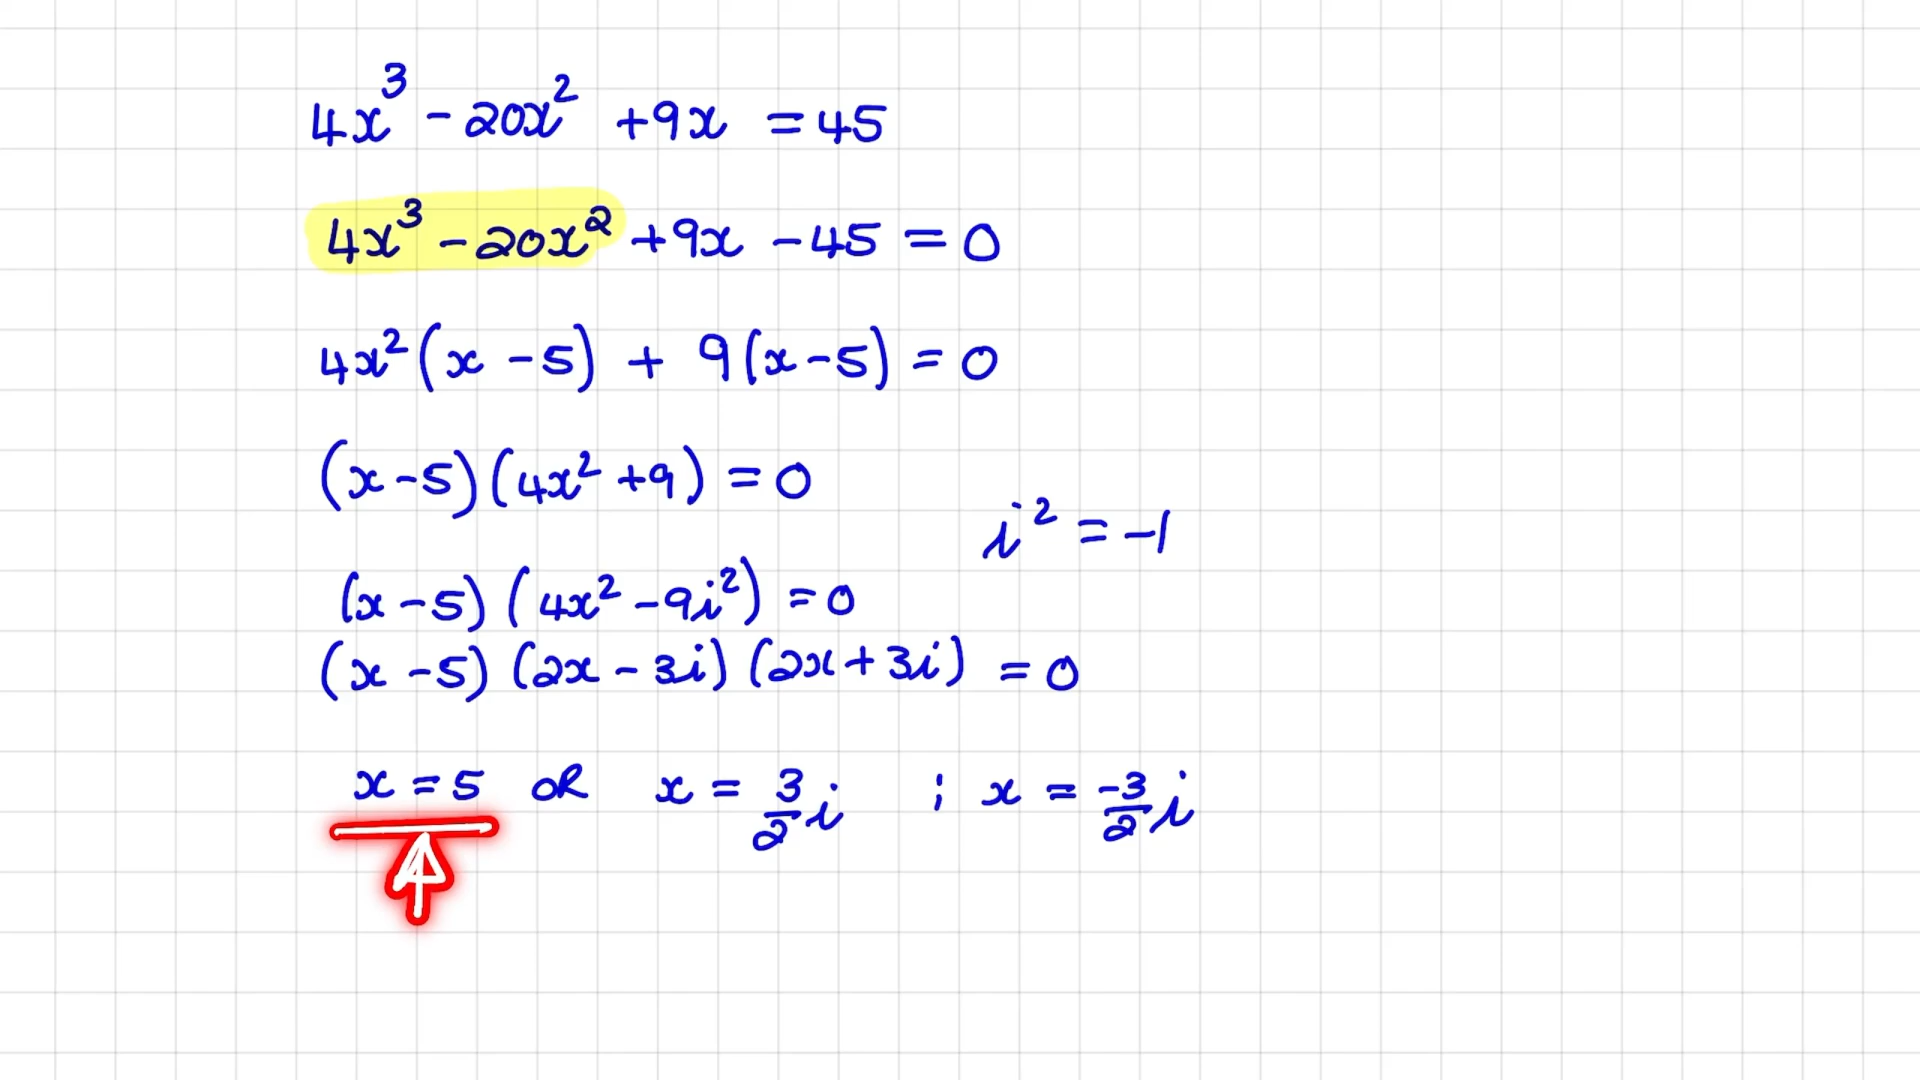 4x³ - 20x² + 9x = 45
4x³ - 20x² + 9x - 45 = 0
4x²(x - 5) + 9(x - 5) = 0
(x - 5)(4x² + 9) = 0
i² = -1
(x - 5)(4x² - 9i²) = 0
(x - 5)(2x - 3i)(2x + 3i) = 0
x = 5 OR x = 3/2 i ; x = -3/2 i